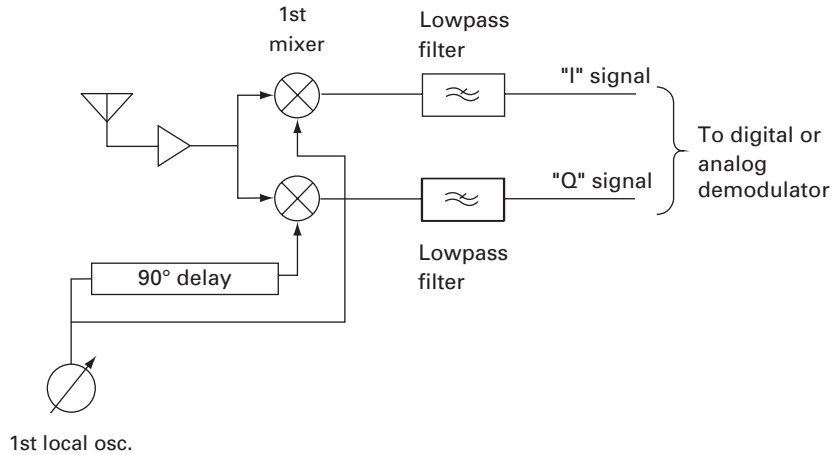 1st
mixer
Lowpass
filter
"I" signal
To digital or
analog
demodulator
"Q" signal
90° delay
Lowpass
filter
1st local osc.